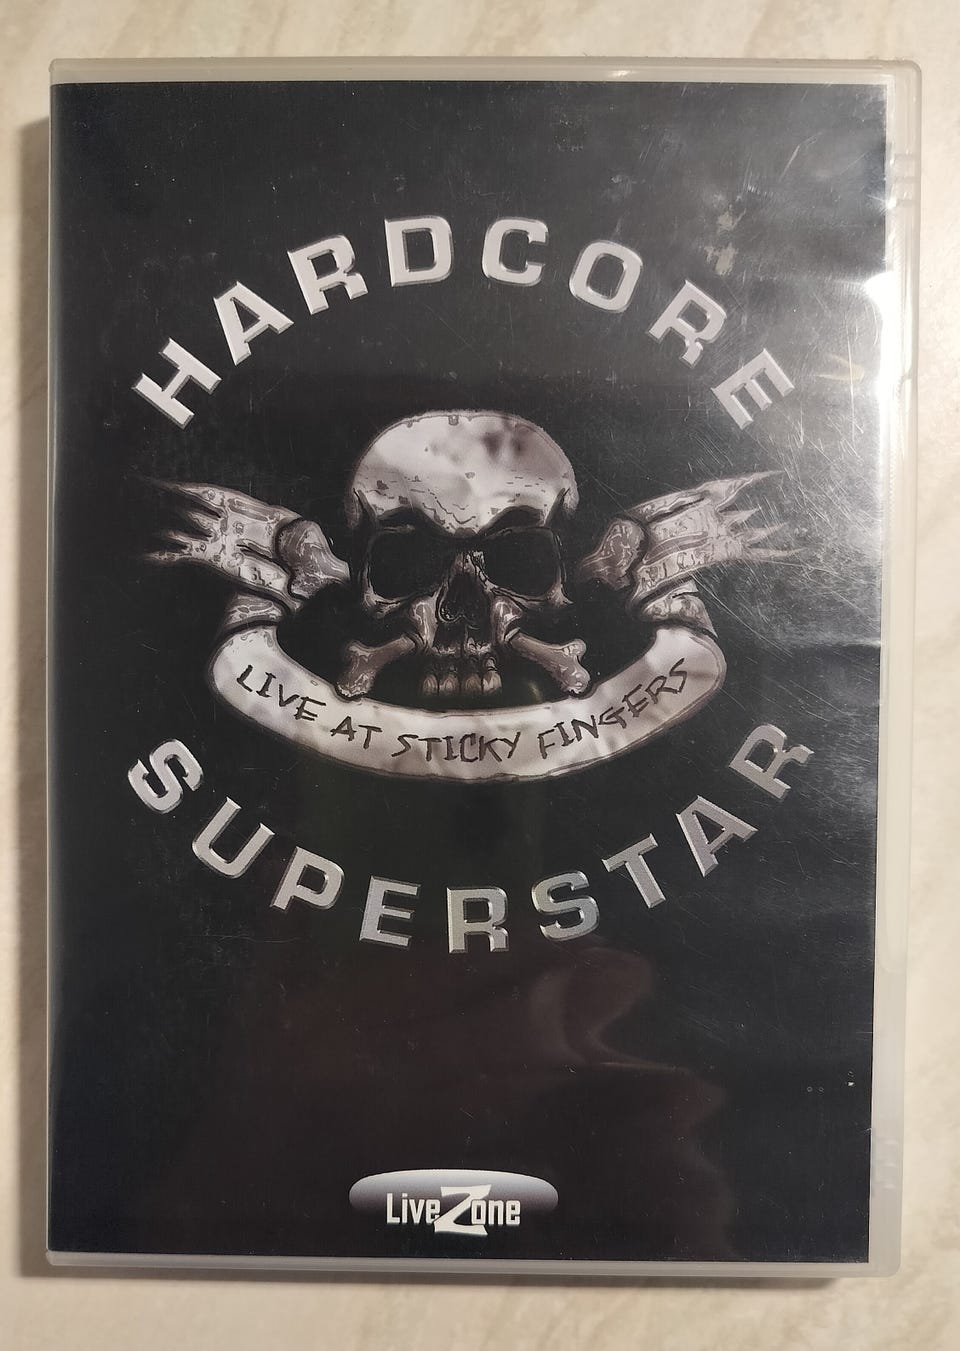 HARDCORE
LIVE AT STICKY FINGERS
SUPERSTAR
LiveZone